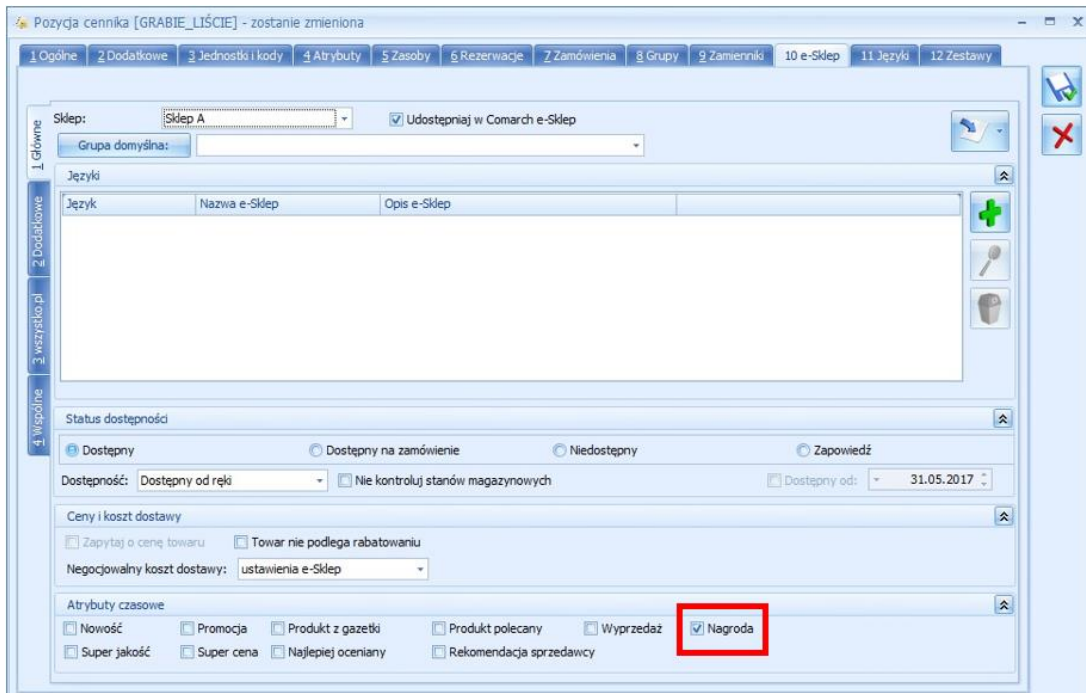 Pozycja cennika [GRABIE_LIŚCIE] - zostanie zmieniona
1 Ogólne 2 Dodatkowe 3 Jednostki i kody 4 Atrybuty 5 Zasoby 6 Rezerwacje 7 Zamówienia 8 Grupy 9 Zamienniki 10 e-Sklep 11 Języki 12 Zestawy
1 Główne
2 Dodatkowe
3 wszystko.pl
4 Wspólne
Sklep: Sklep A Udostępniaj w Comarch e-Sklep
Grupa domyślna:
Języki
Język Nazwa e-Sklep Opis e-Sklep
Status dostępności
Dostępny Dostępny na zamówienie Niedostępny Zapowiedź
Dostępność: Dostępny od ręki Nie kontroluj stanów magazynowych Dostępny od: 31.05.2017
Ceny i koszt dostawy
Zapytaj o cenę towaru Towar nie podlega rabatowaniu
Negocjowalny koszt dostawy: ustawienia e-Sklep
Atrybuty czasowe
Nowość Promocja Produkt z gazetki Produkt polecany Wyprzedaż Nagroda
Super jakość Super cena Najlepiej oceniany Rekomendacja sprzedawcy